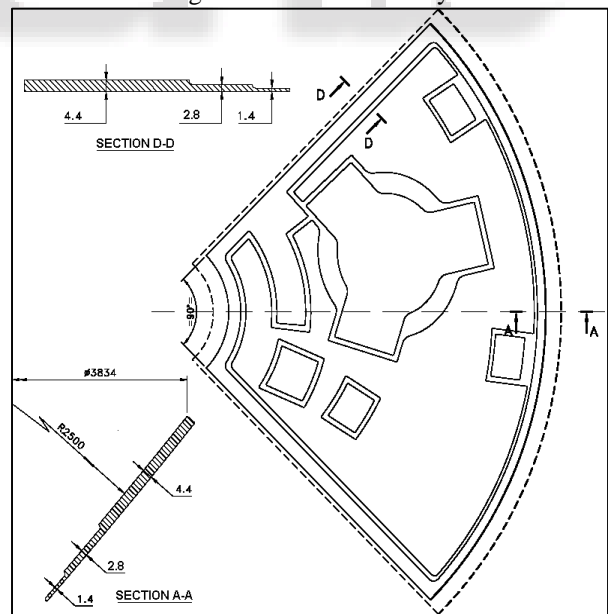 D
D
4.4
2.8
1.4
SECTION D-D
=90°=
A
A
ø3834
R2500
4.4
2.8
1.4
SECTION A-A